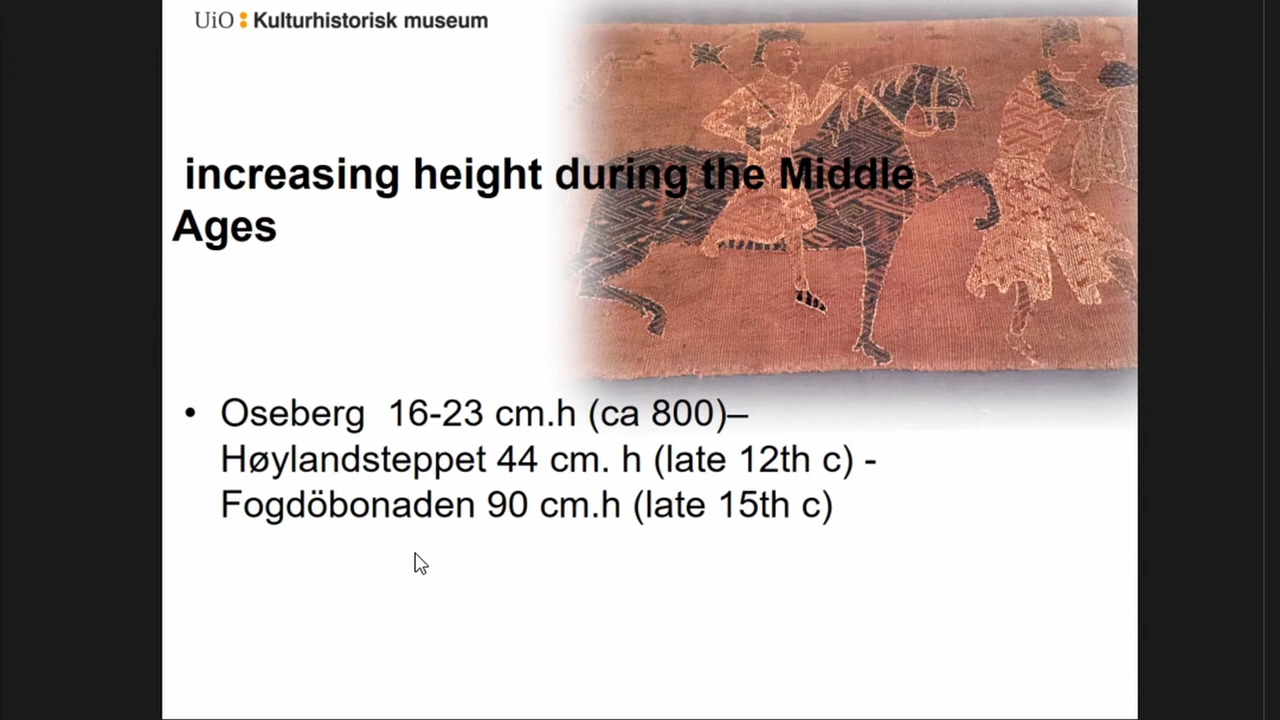 UiO : Kulturhistorisk museum
increasing height during the Middle
Ages
• Oseberg  16-23 cm.h (ca 800)–
Høylandsteppet 44 cm. h (late 12th c) -
Fogdöbonaden 90 cm.h (late 15th c)